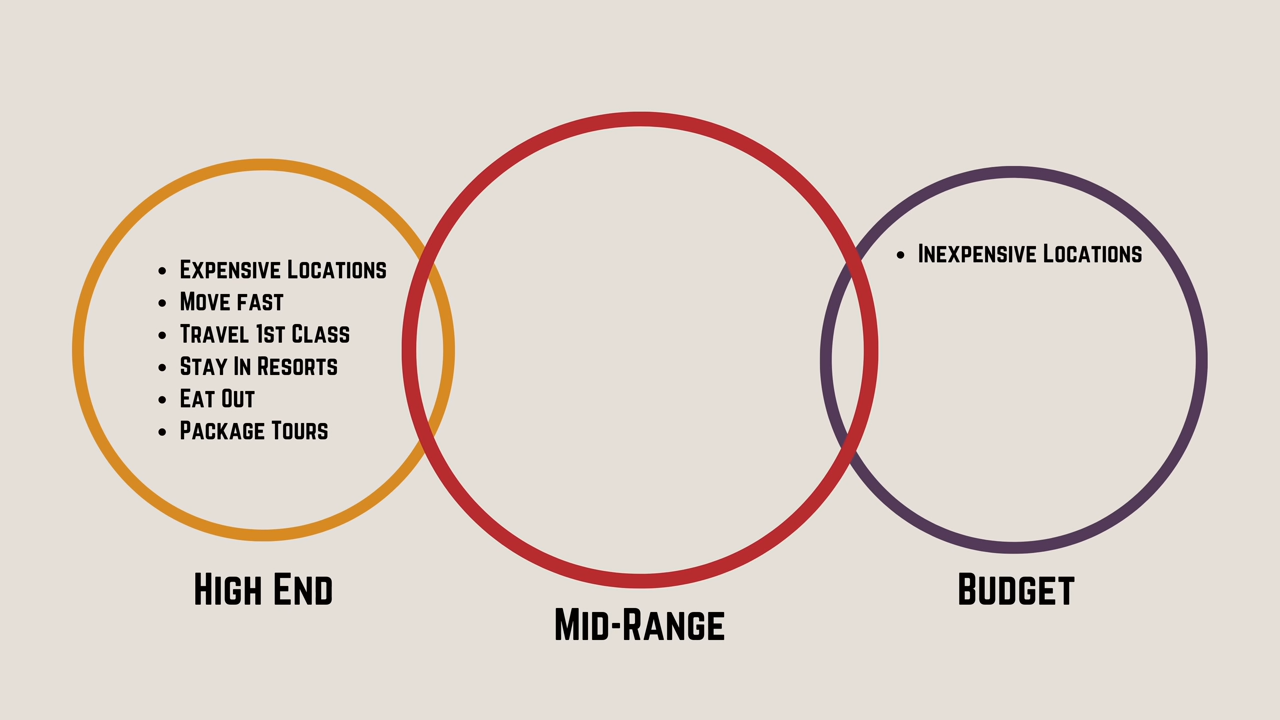 Expensive Locations
Move fast
Travel 1st Class
Stay In Resorts
Eat Out
Package Tours
High End
Mid-Range
Inexpensive Locations
Budget